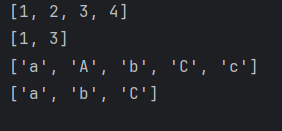 [1, 2, 3, 4]
[1, 3]
['a', 'A', 'b', 'C', 'c']
['a', 'b', 'C']